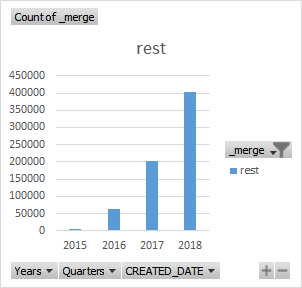 Count of _merge
rest
450000
400000
350000
300000
250000
200000
150000
100000
50000
0
2015 2016 2017 2018
_merge
rest
Years Quarters CREATED_DATE